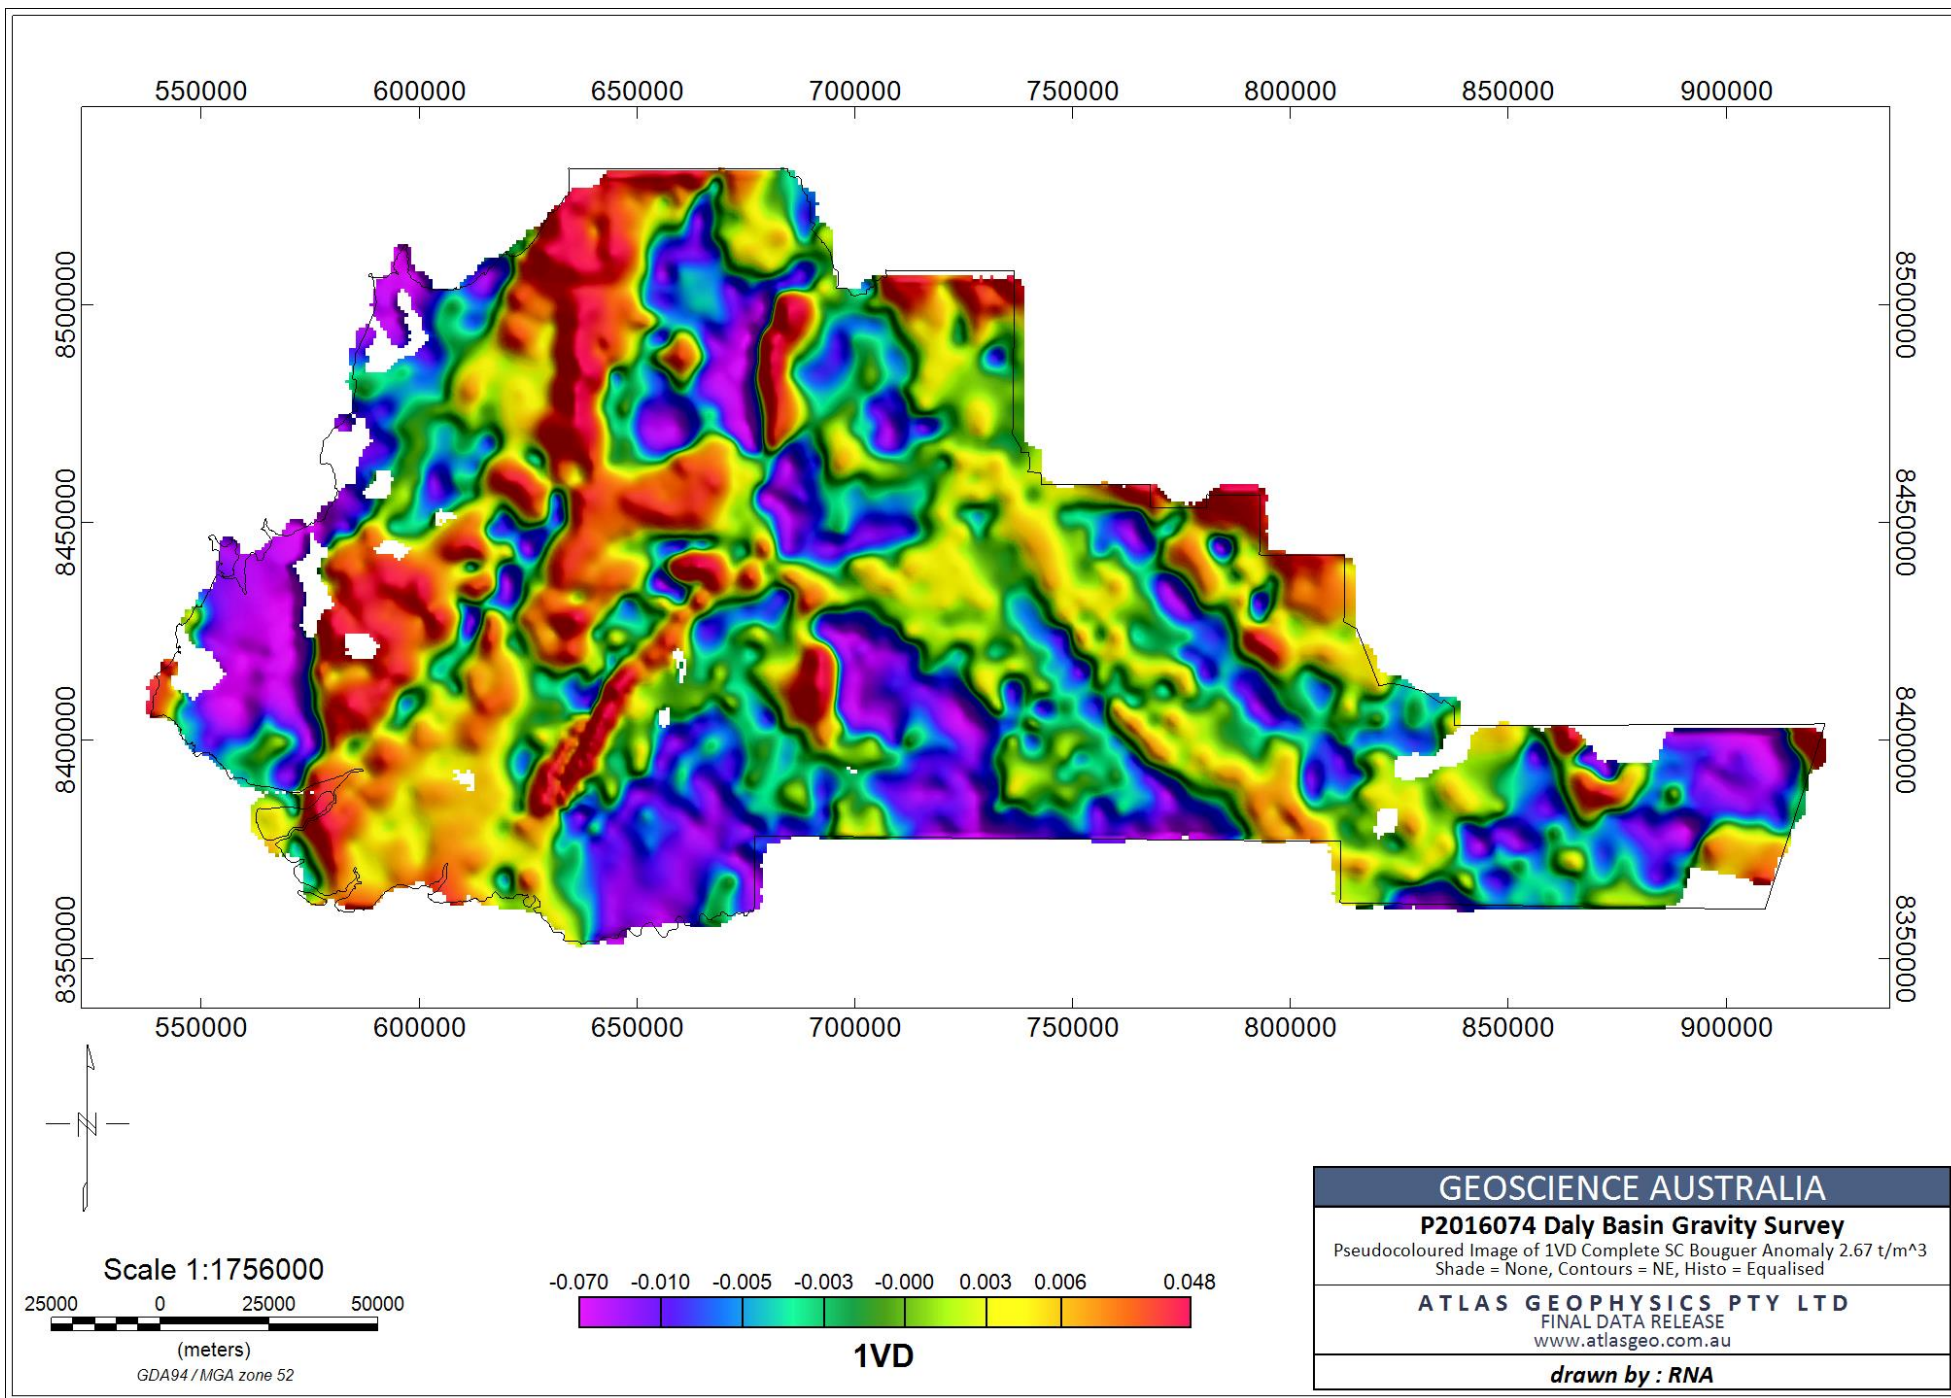 550000 600000 650000 700000 750000 800000 850000 900000
8500000 8500000
8450000 8450000
8400000 8400000
8350000 8350000
550000 600000 650000 700000 750000 800000 850000 900000
N
Scale 1:1756000
25000 0 25000 50000
(meters)
GDA94 / MGA zone 52
-0.070 -0.010 -0.005 -0.003 -0.000 0.003 0.006 0.048
1VD
GEOSCIENCE AUSTRALIA
P2016074 Daly Basin Gravity Survey
Pseudocoloured Image of 1VD Complete SC Bouguer Anomaly 2.67 t/m^3
Shade = None, Contours = NE, Histo = Equalised
ATLAS GEOPHYSICS PTY LTD
FINAL DATA RELEASE
www.atlasgeo.com.au
drawn by : RNA